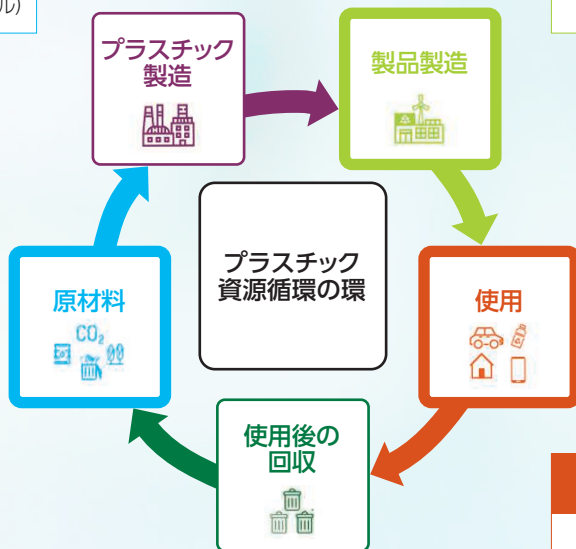 ル)
プラスチック
製造
製品製造
プラスチック
資源循環の環
原材料
CO₂
使用
使用後の
回収